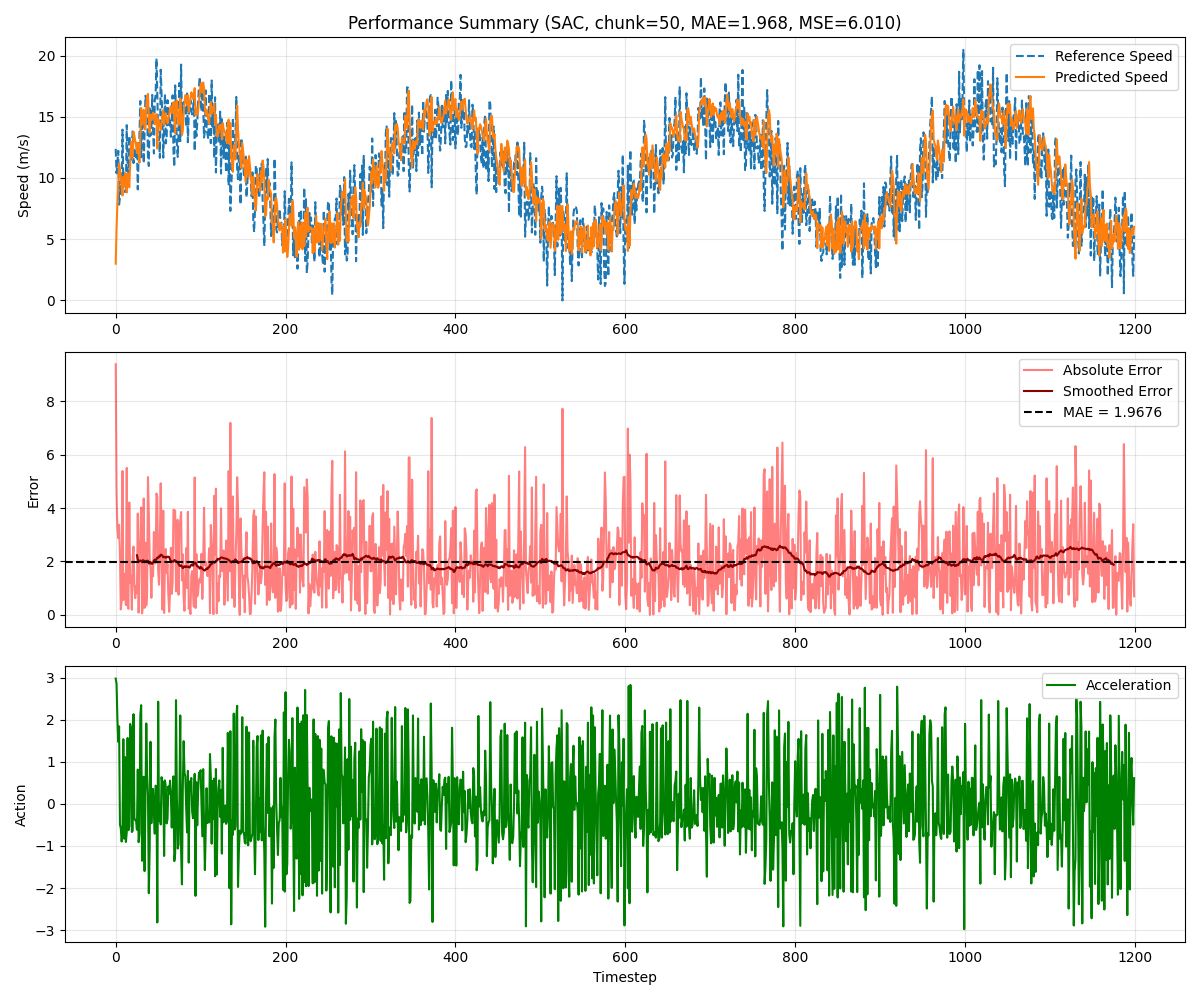 Performance Summary (SAC, chunk=50, MAE=1.968, MSE=6.010)
20
15
10
5
0
Speed (m/s)
Reference Speed
Predicted Speed
0 200 400 600 800 1000 1200
8
6
4
2
0
Error
Absolute Error
Smoothed Error
MAE = 1.9676
0 200 400 600 800 1000 1200
3
2
1
0
−1
−2
−3
Action
Acceleration
0 200 400 600 800 1000 1200
Timestep